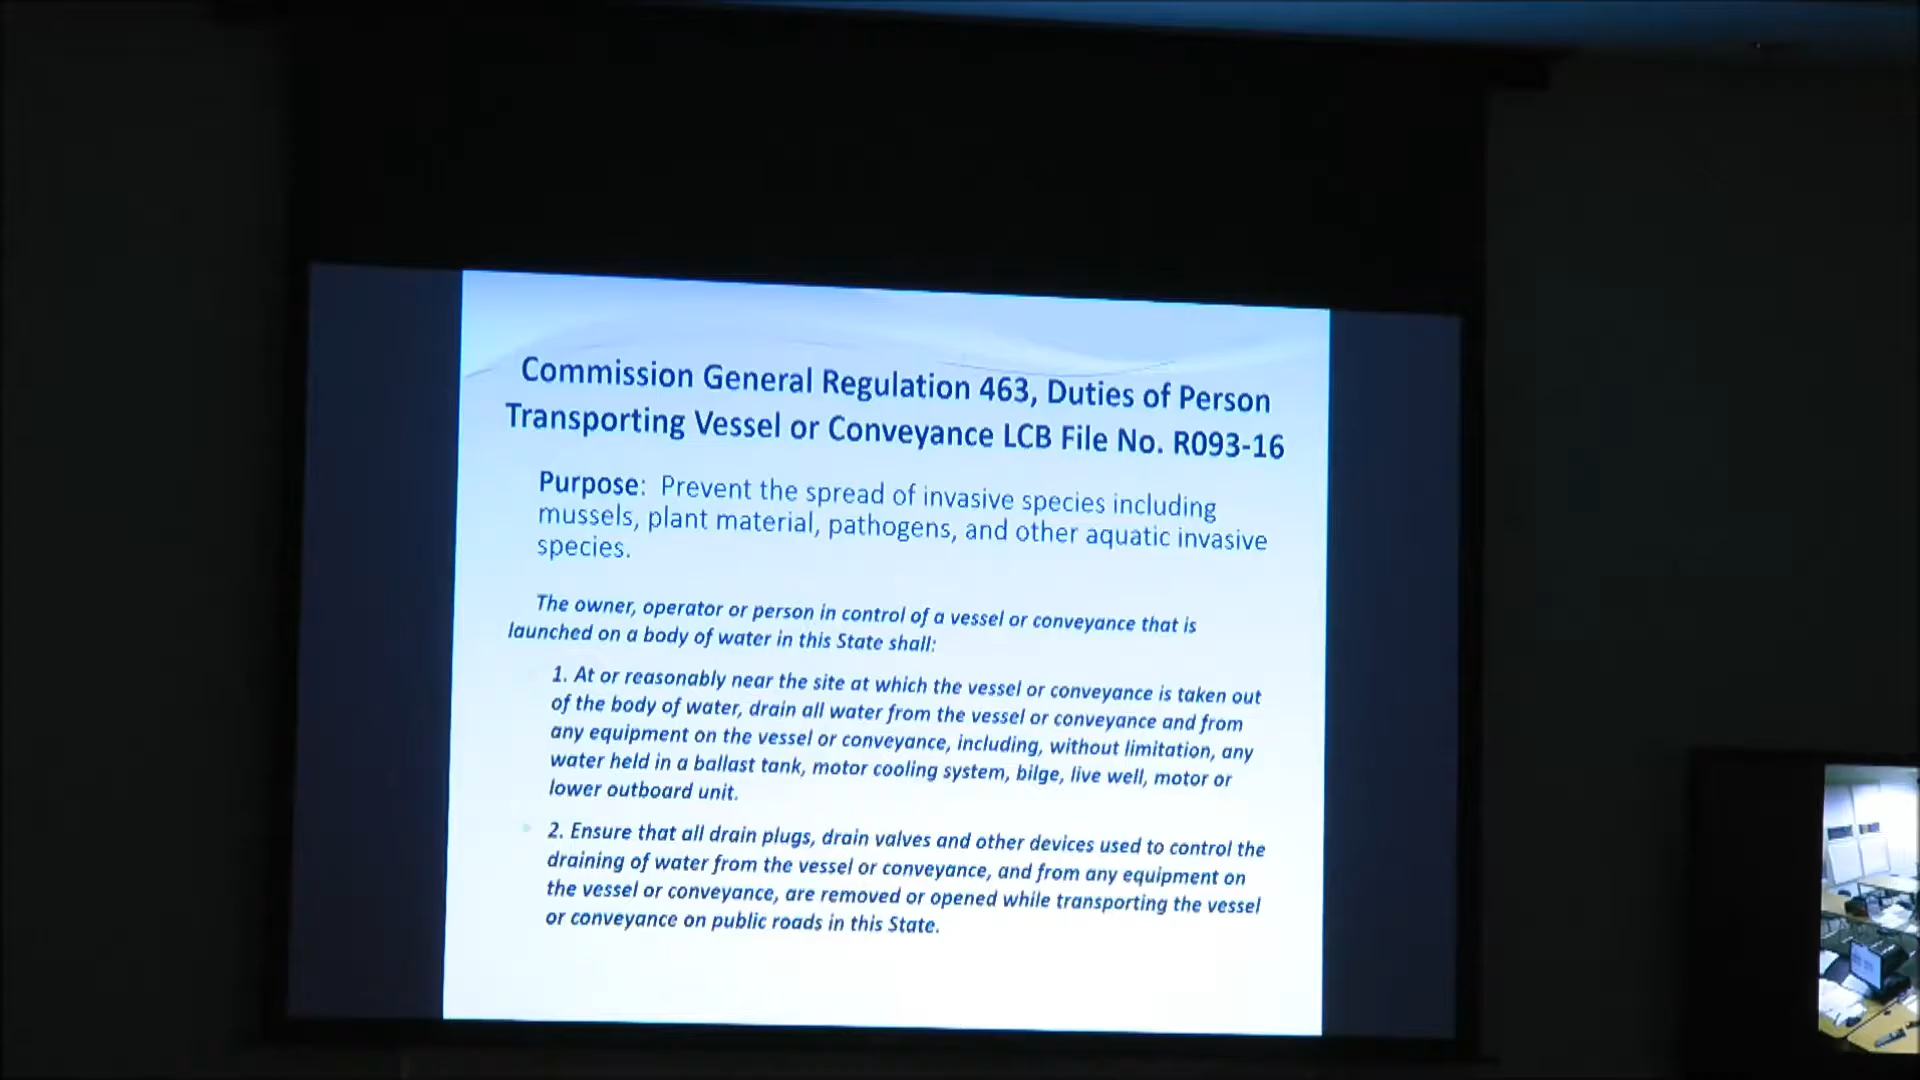 Commission General Regulation 463, Duties of Person
Transporting Vessel or Conveyance LCB File No. R093-16
Purpose: Prevent the spread of invasive species including
mussels, plant material, pathogens, and other aquatic invasive
species.
The owner, operator or person in control of a vessel or conveyance that is
launched on a body of water in this State shall:
1. At or reasonably near the site at which the vessel or conveyance is taken out
of the body of water, drain all water from the vessel or conveyance and from
any equipment on the vessel or conveyance, including, without limitation, any
water held in a ballast tank, motor cooling system, bilge, live well, motor or
lower outboard unit.
2. Ensure that all drain plugs, drain valves and other devices used to control the
draining of water from the vessel or conveyance, and from any equipment on
the vessel or conveyance, are removed or opened while transporting the vessel
or conveyance on public roads in this State.